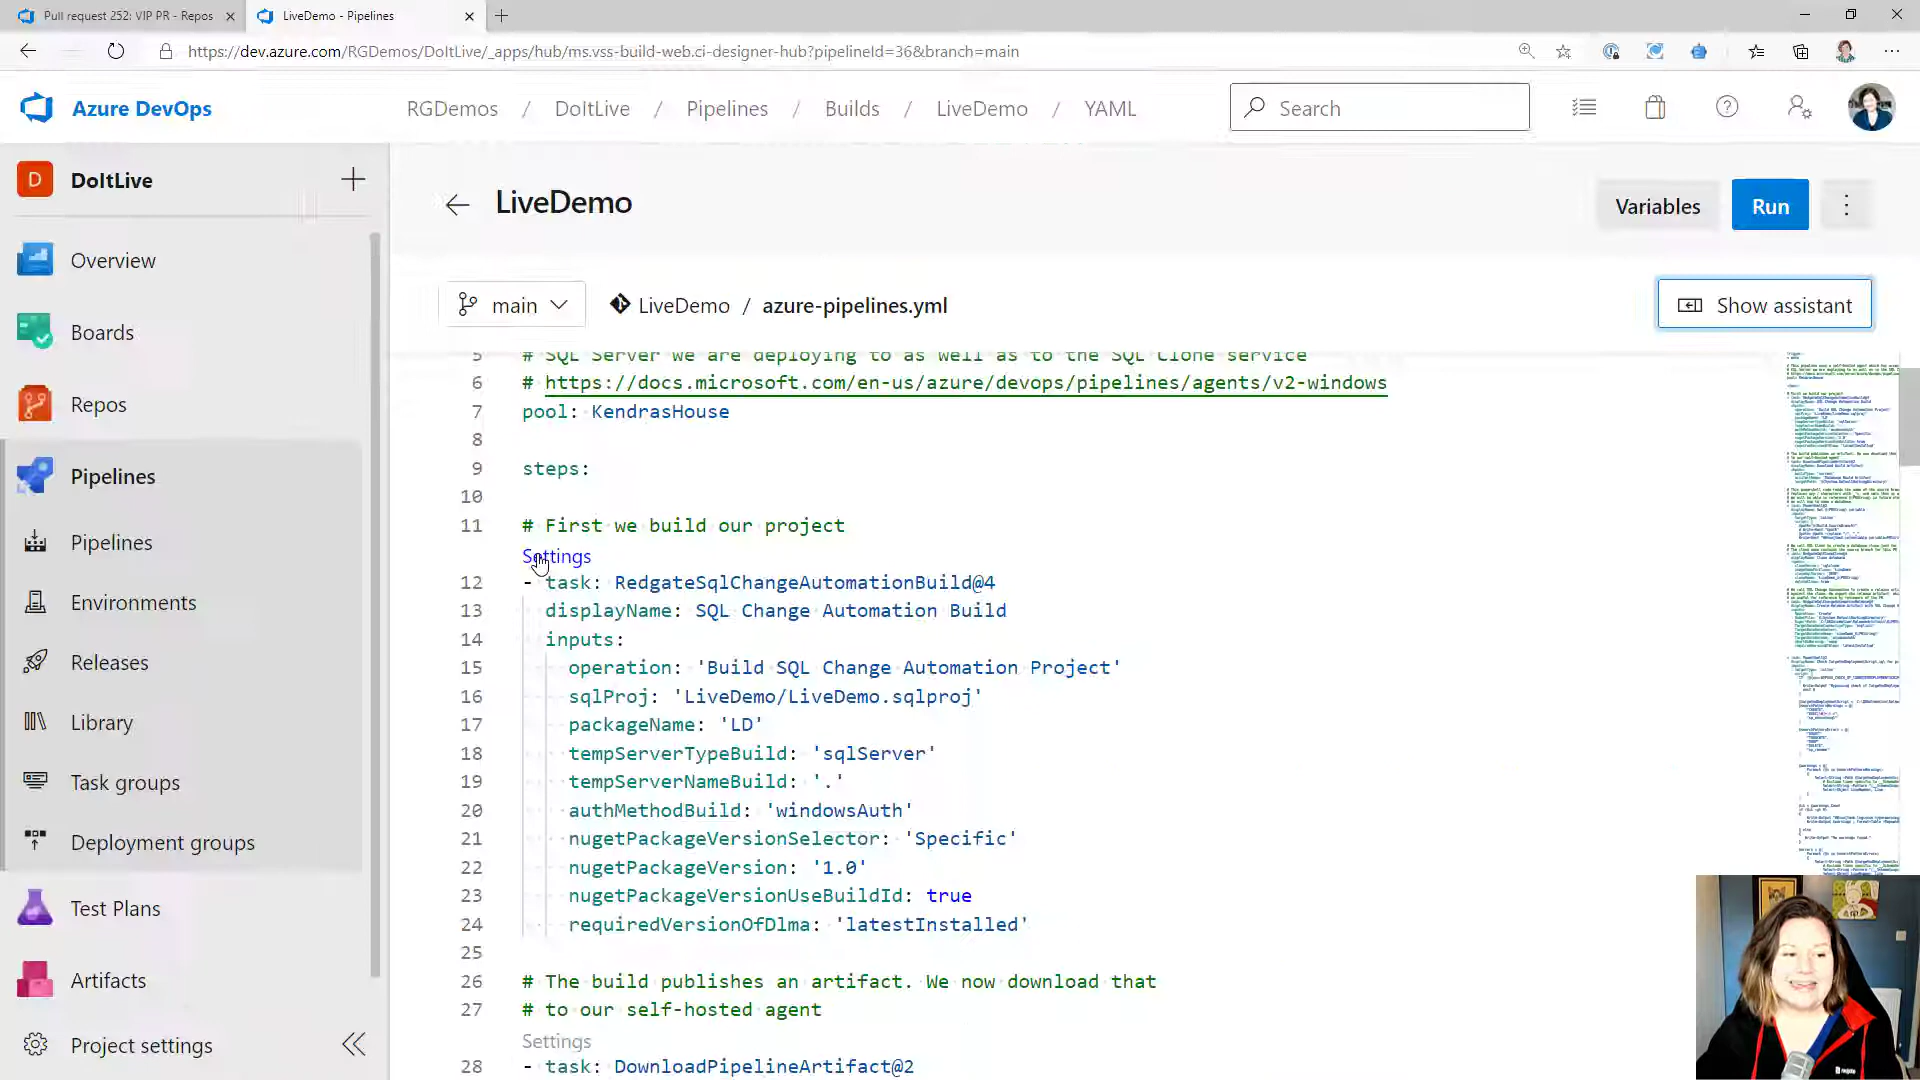 Pull request 252: VIP PR - Repos
LiveDemo - Pipelines
https://dev.azure.com/RGDemos/DoItLive/_apps/hub/ms.vss-build-web.ci-designer-hub?pipelineId=36&branch=main
Azure DevOps
RGDemos / DoItLive / Pipelines / Builds / LiveDemo / YAML
Search
D DoItLive
Overview
Boards
Repos
Pipelines
Pipelines
Environments
Releases
Library
Task groups
Deployment groups
Test Plans
Artifacts
Project settings
LiveDemo
Variables
Run
main
LiveDemo / azure-pipelines.yml
Show assistant
5 # SQL Server we are deploying to as well as to the SQL Clone service
6 # https://docs.microsoft.com/en-us/azure/devops/pipelines/agents/v2-windows
7 pool: KendrasHouse
8
9 steps:
10
11 # First we build our project
Settings
12 - task: RedgateSqlChangeAutomationBuild@4
13 displayName: SQL Change Automation Build
14 inputs:
15 operation: 'Build SQL Change Automation Project'
16 sqlProj: 'LiveDemo/LiveDemo.sqlproj'
17 packageName: 'LD'
18 tempServerTypeBuild: 'sqlServer'
19 tempServerNameBuild: '.'
20 authMethodBuild: 'windowsAuth'
21 nugetPackageVersionSelector: 'Specific'
22 nugetPackageVersion: '1.0'
23 nugetPackageVersionUseBuildId: true
24 requiredVersionOfDlma: 'latestInstalled'
25
26 # The build publishes an artifact. We now download that
27 # to our self-hosted agent
Settings
28 - task: DownloadPipelineArtifact@2